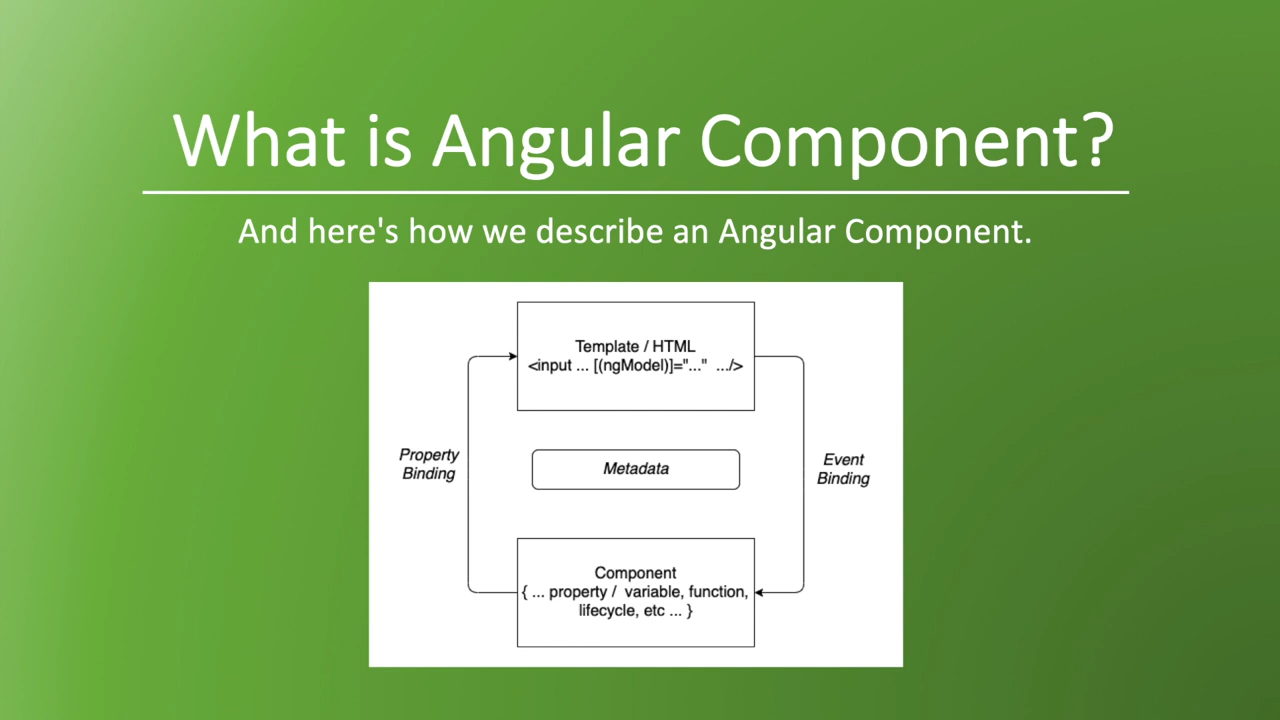 What is Angular Component?
And here's how we describe an Angular Component.
Template / HTML
<input ... [(ngModel)]="..."  .../>
Property
Binding
Metadata
Event
Binding
Component
{ ... property /  variable, function,
lifecycle, etc ... }